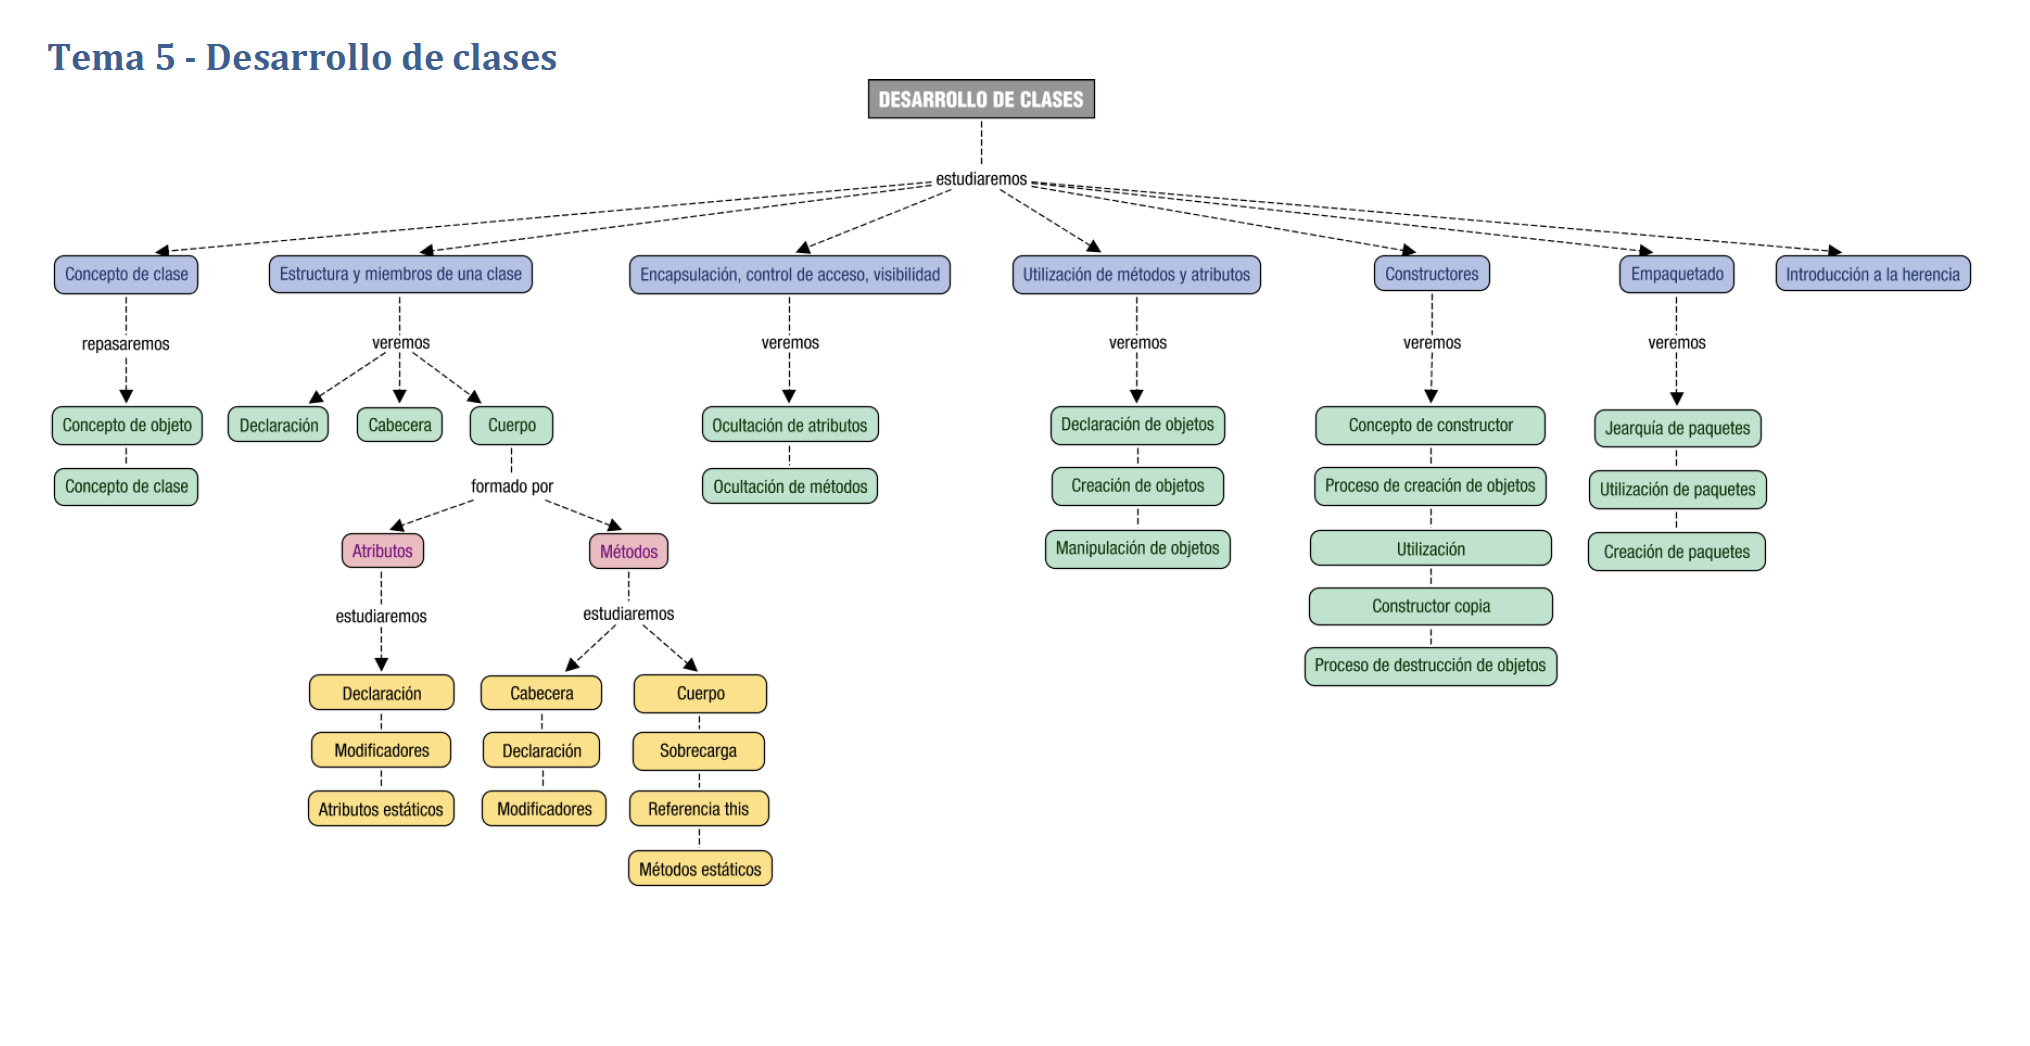 Tema 5 - Desarrollo de clases
DESARROLLO DE CLASES
estudiaremos
Concepto de clase
Estructura y miembros de una clase
Encapsulación, control de acceso, visibilidad
Utilización de métodos y atributos
Constructores
Empaquetado
Introducción a la herencia
repasaremos
veremos
veremos
veremos
veremos
veremos
Concepto de objeto
Declaración
Cabecera
Cuerpo
Ocultación de atributos
Declaración de objetos
Concepto de constructor
Jearquía de paquetes
Concepto de clase
formado por
Ocultación de métodos
Creación de objetos
Proceso de creación de objetos
Utilización de paquetes
Atributos
Métodos
Manipulación de objetos
Utilización
Creación de paquetes
estudiaremos
estudiaremos
Constructor copia
Proceso de destrucción de objetos
Declaración
Cabecera
Cuerpo
Modificadores
Declaración
Sobrecarga
Atributos estáticos
Modificadores
Referencia this
Métodos estáticos